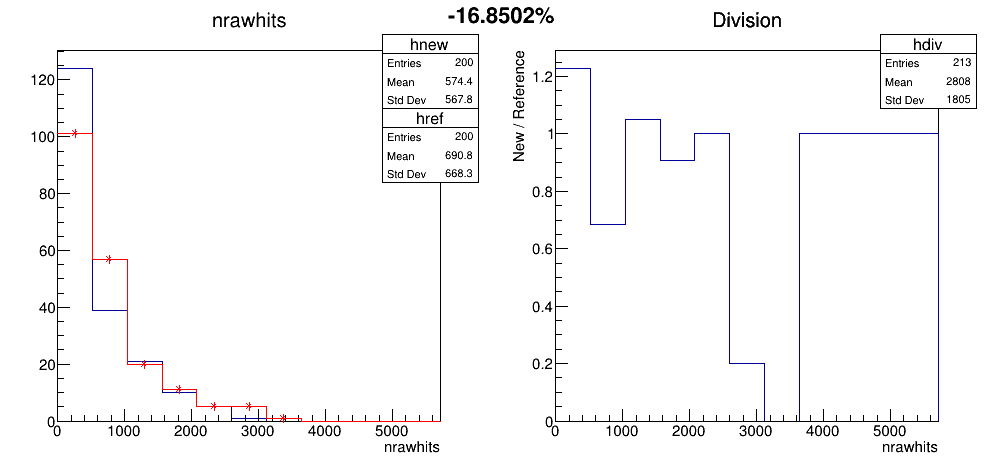 -16.8502%
nrawhits
hnew
Entries 200
Mean 574.4
Std Dev 567.8
href
Entries 200
Mean 690.8
Std Dev 668.3
120
100
80
60
40
20
0
0 1000 2000 3000 4000 5000
nrawhits
Division
hdiv
Entries 213
Mean 2808
Std Dev 1805
New / Reference
1.2
1
0.8
0.6
0.4
0.2
0
0 1000 2000 3000 4000 5000
nrawhits